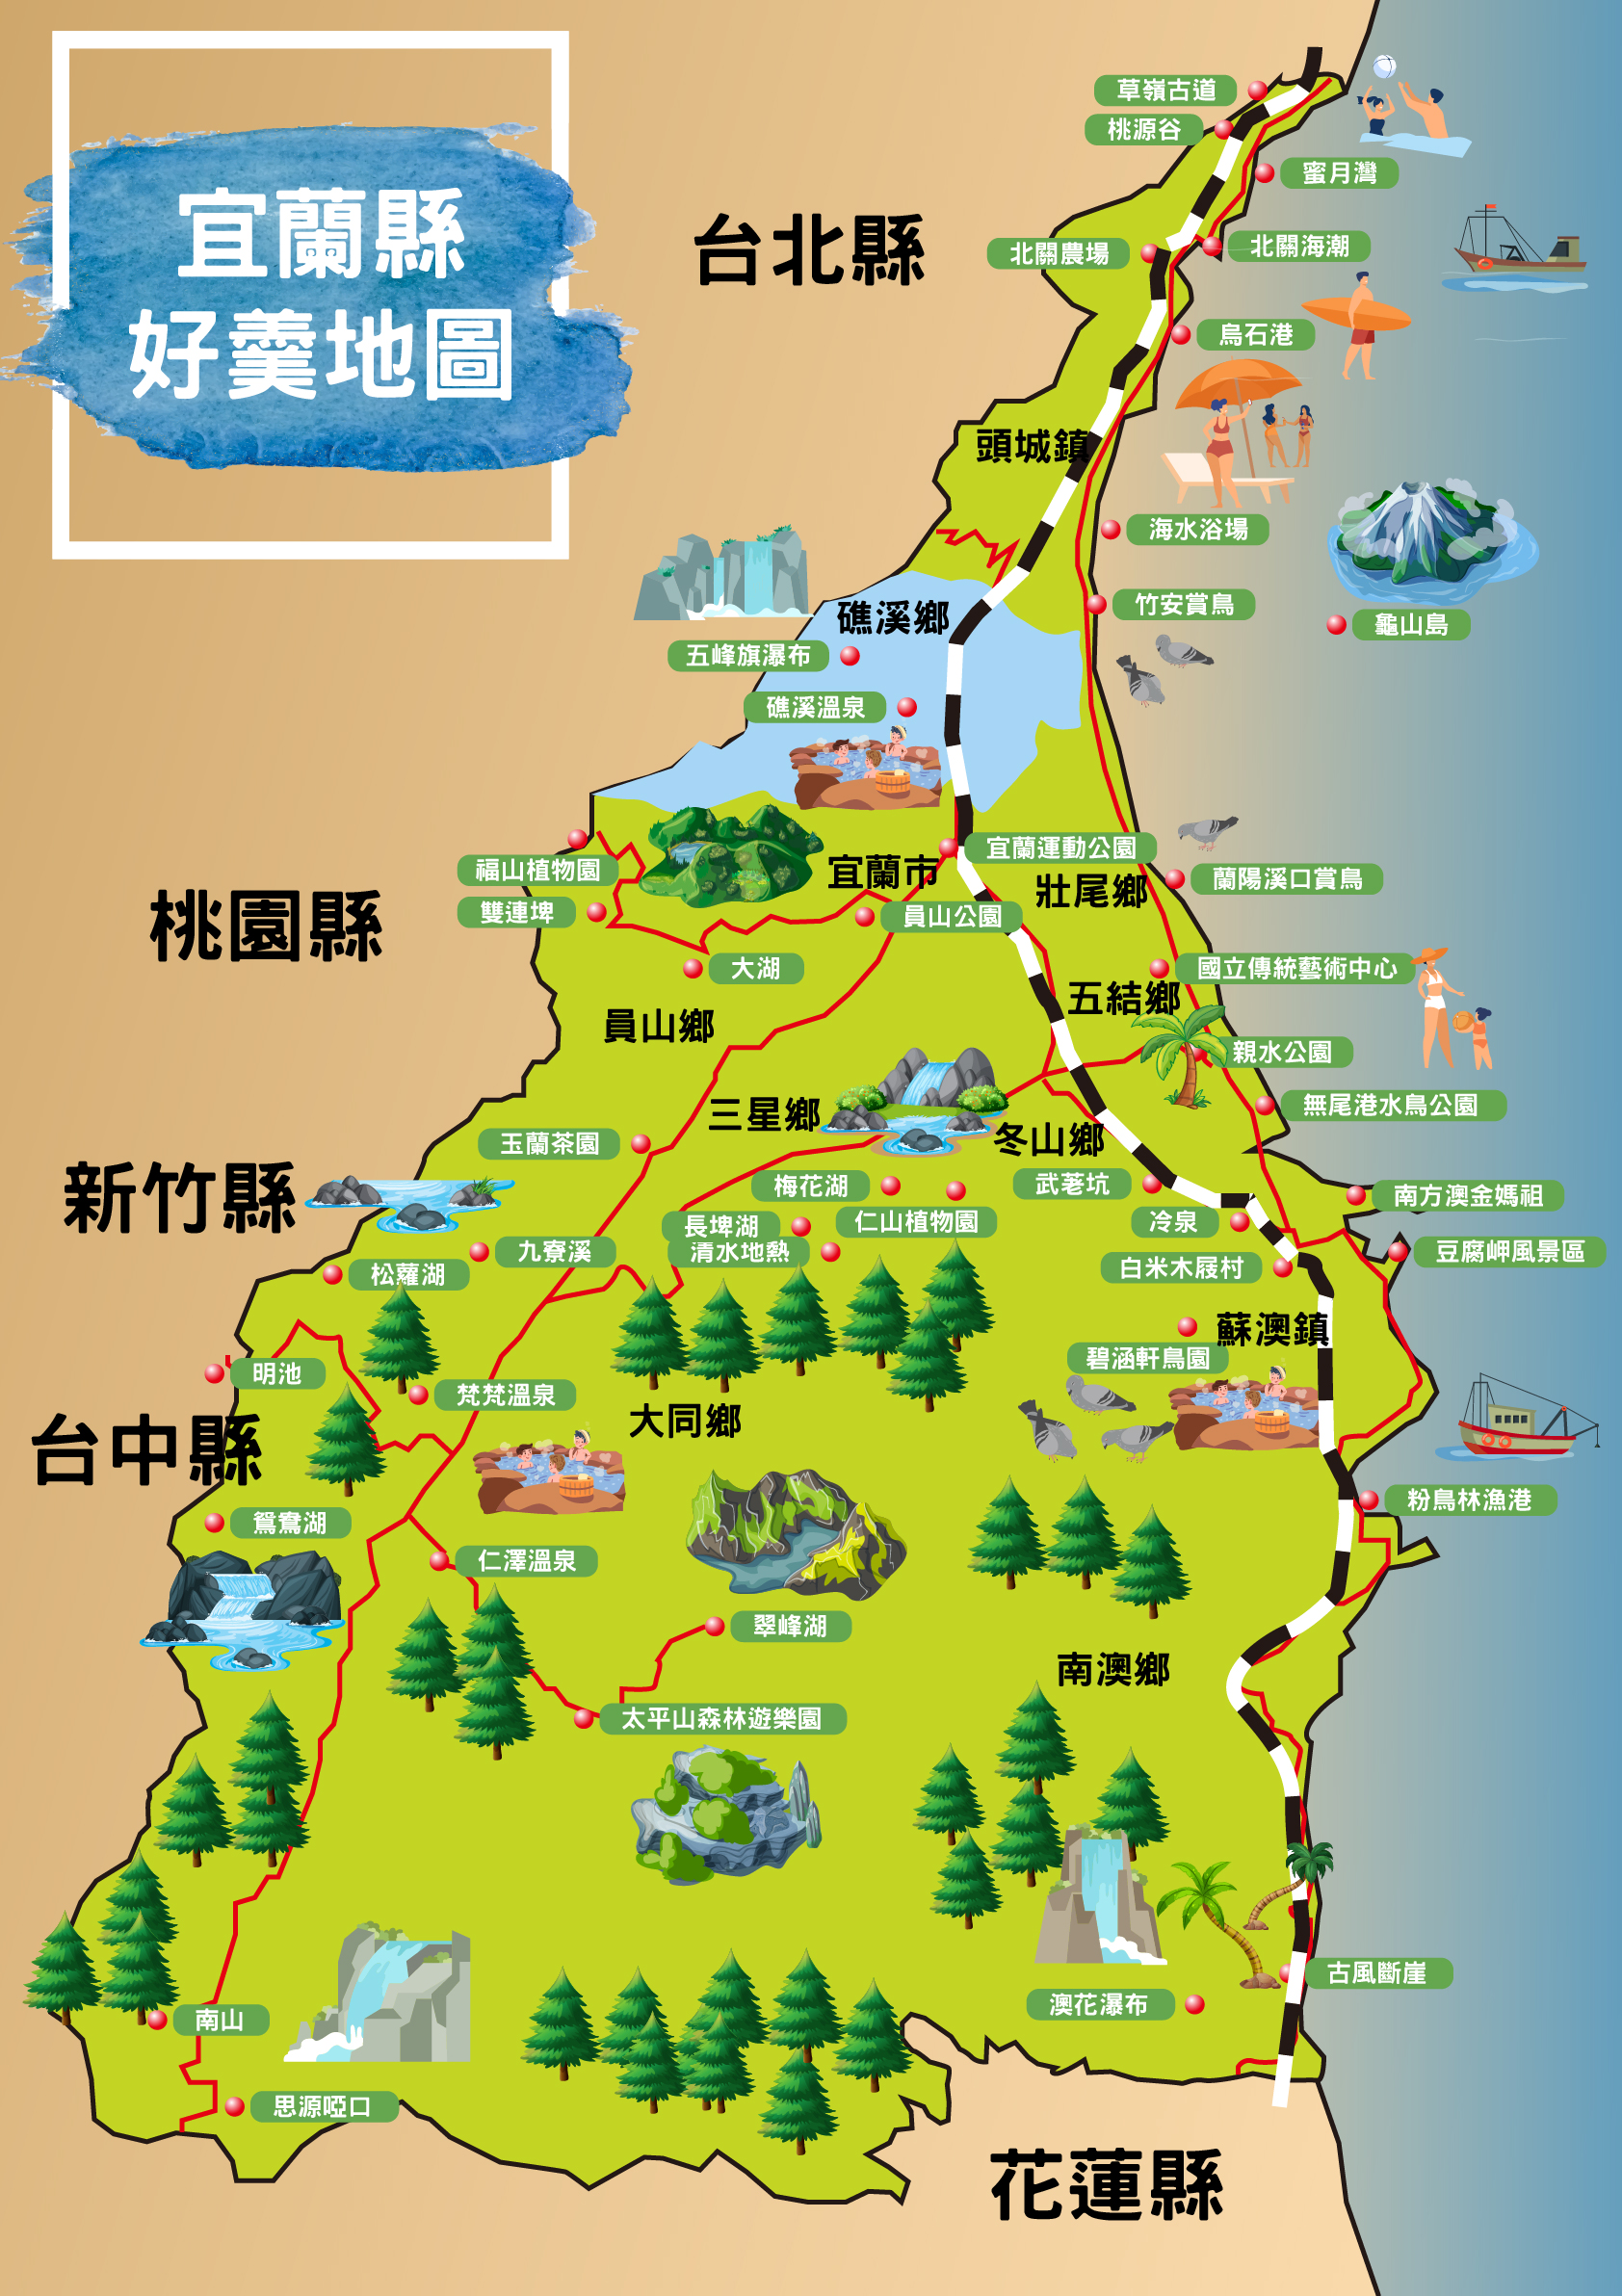 宜蘭縣
好羹地圖
草嶺古道
桃源谷
蜜月灣
台北縣
北關農場
北關海潮
烏石港
頭城鎮
海水浴場
竹安賞鳥
龜山島
礁溪鄉
五峰旗瀑布
礁溪溫泉
宜蘭運動公園
福山植物園
宜蘭市
壯尾鄉
蘭陽溪口賞鳥
桃園縣
雙連埤
員山公園
大湖
國立傳統藝術中心
五結鄉
員山鄉
親水公園
無尾港水鳥公園
三星鄉
冬山鄉
玉蘭茶園
新竹縣
梅花湖
武荖坑
南方澳金媽祖
長埤湖
仁山植物園
冷泉
九寮溪
清水地熱
豆腐岬風景區
松蘿湖
白米木屐村
蘇澳鎮
碧涵軒鳥園
明池
梵梵溫泉
大同鄉
台中縣
粉鳥林漁港
鴛鴦湖
仁澤溫泉
翠峰湖
南澳鄉
太平山森林遊樂園
古風斷崖
澳花瀑布
南山
思源啞口
花蓮縣